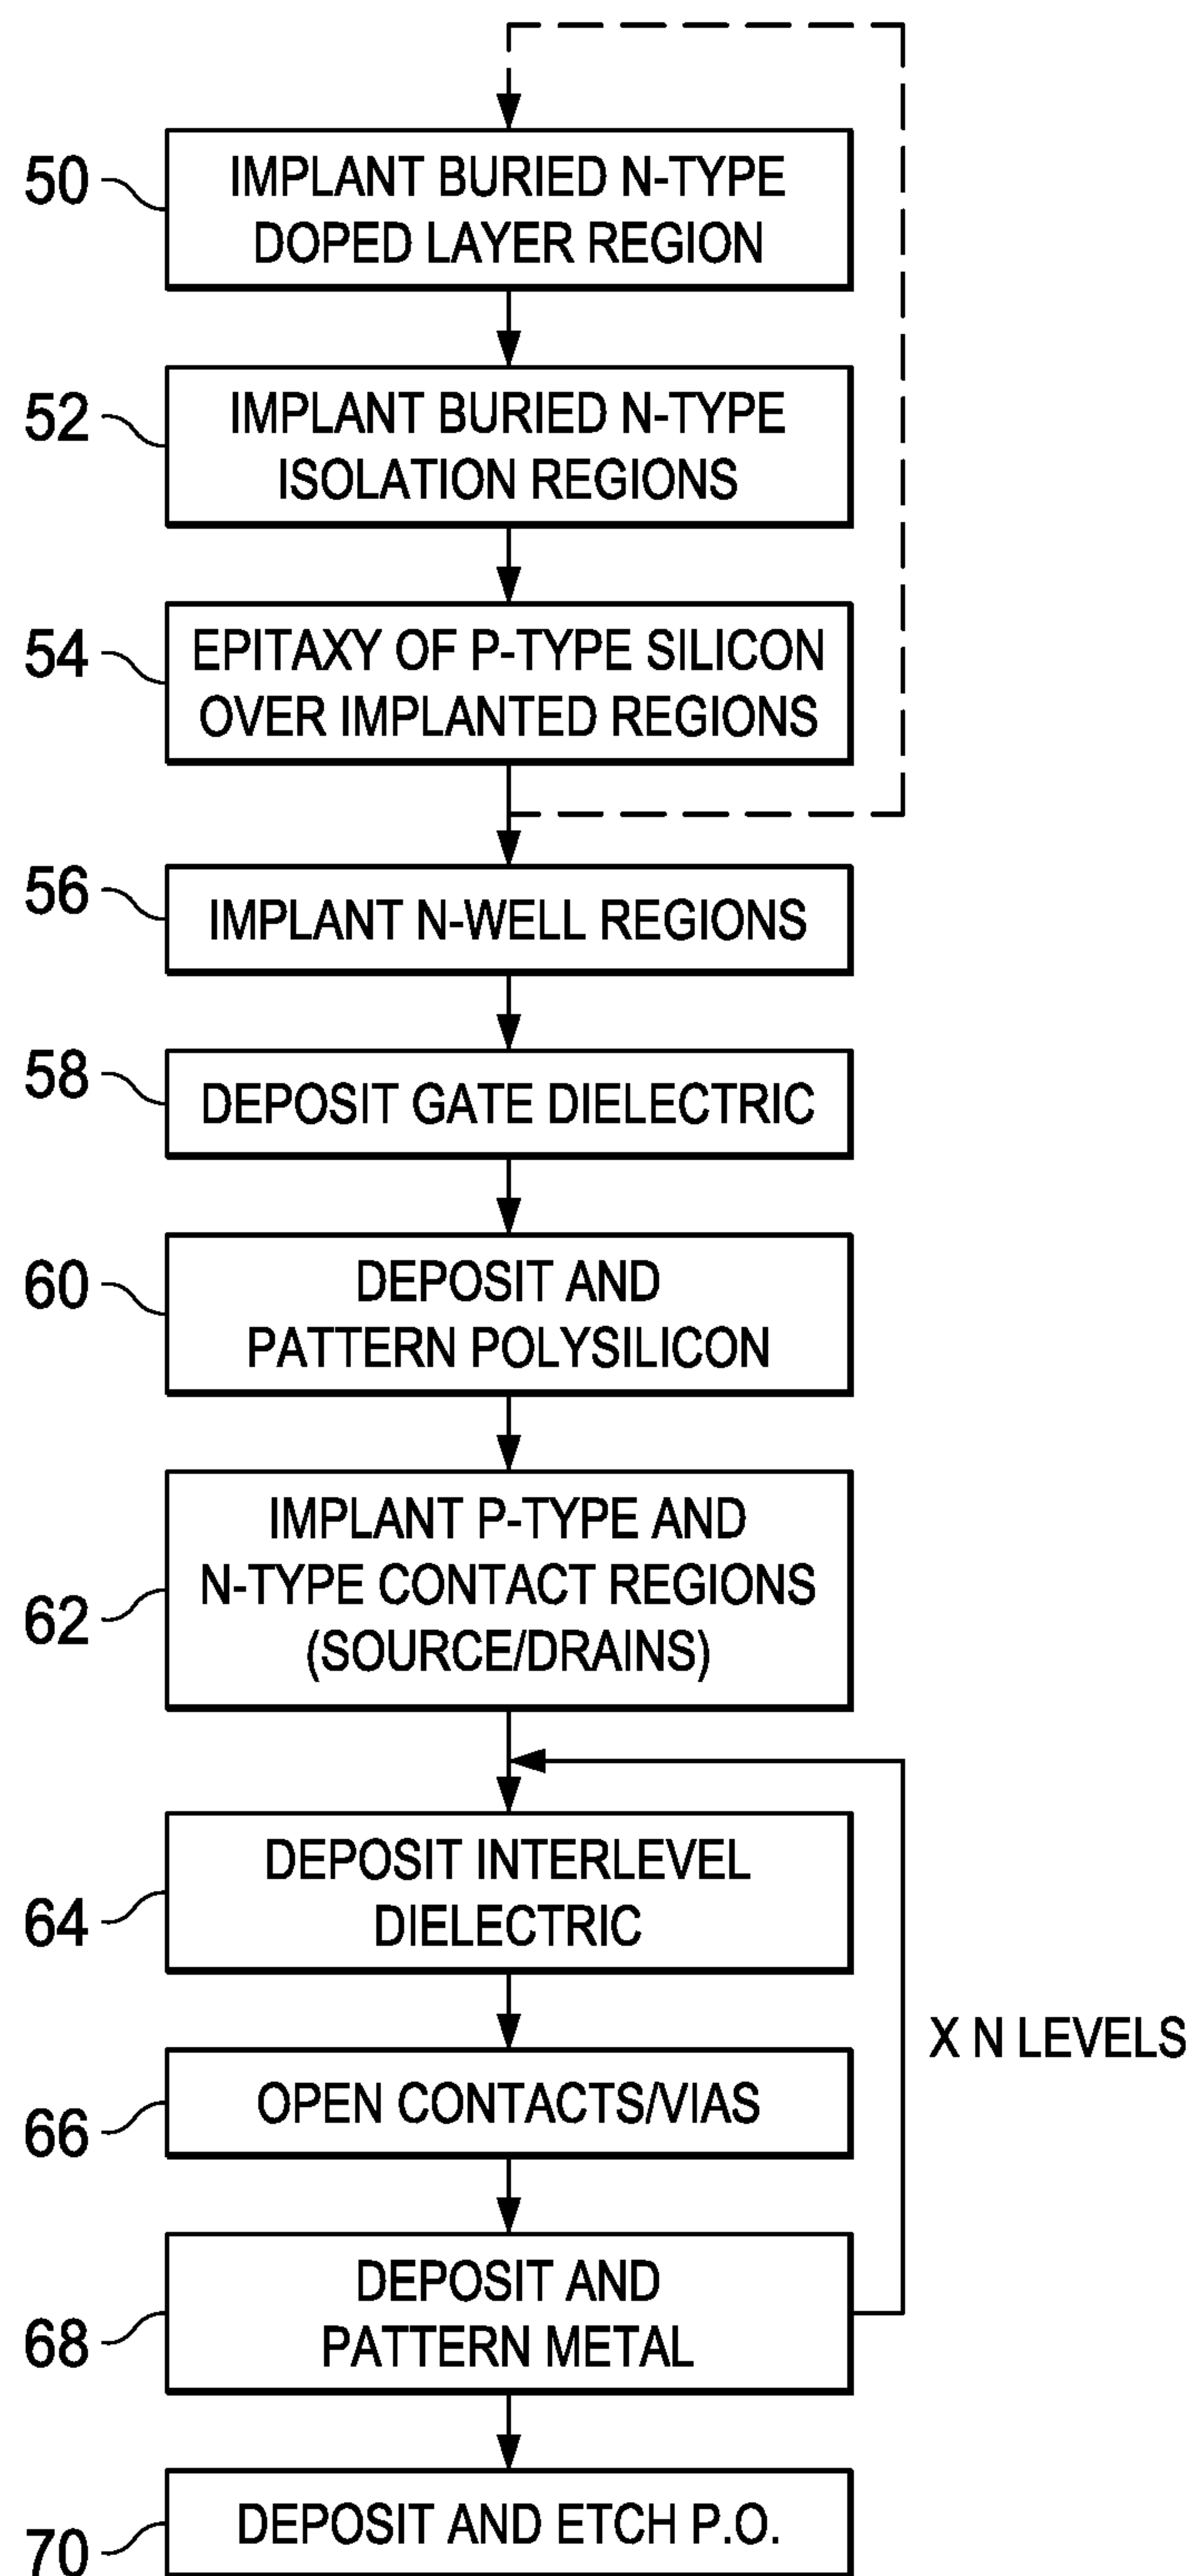 50
IMPLANT BURIED N-TYPE
DOPED LAYER REGION
52
IMPLANT BURIED N-TYPE
ISOLATION REGIONS
54
EPITAXY OF P-TYPE SILICON
OVER IMPLANTED REGIONS
56
IMPLANT N-WELL REGIONS
58
DEPOSIT GATE DIELECTRIC
60
DEPOSIT AND
PATTERN POLYSILICON
62
IMPLANT P-TYPE AND
N-TYPE CONTACT REGIONS
(SOURCE/DRAINS)
64
DEPOSIT INTERLEVEL
DIELECTRIC
X N LEVELS
66
OPEN CONTACTS/VIAS
68
DEPOSIT AND
PATTERN METAL
70
DEPOSIT AND ETCH P.O.